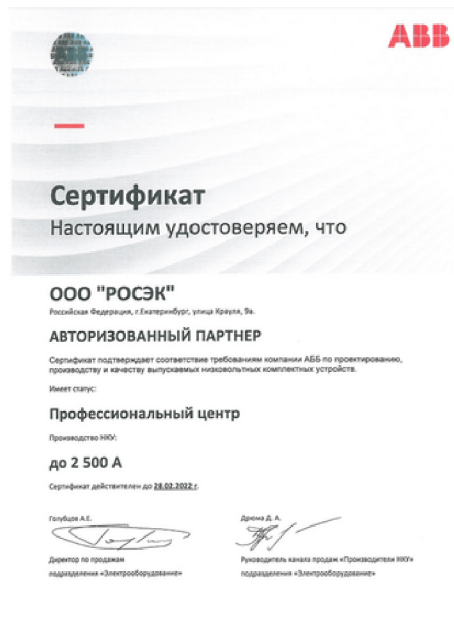 ABB
Сертификат
Настоящим удостоверяем, что
ООО "РОСЭК"
Российская Федерация, г.Екатеринбург, улица Крауля, 9а.
АВТОРИЗОВАННЫЙ ПАРТНЕР
Сертификат подтверждает соответствие требованиям компании АББ по проектированию,
производству и качеству выпускаемых низковольтных комплектных устройств.
Имеет статус:
Профессиональный центр
Производство НКУ:
до 2 500 А
Сертификат действителен до 28.02.2022 г.
Голубцов А.Е. Дрюма Д. А.
Директор по продажам Руководитель канала продаж «Производители НКУ»
подразделения «Электрооборудование» подразделения «Электрооборудование»